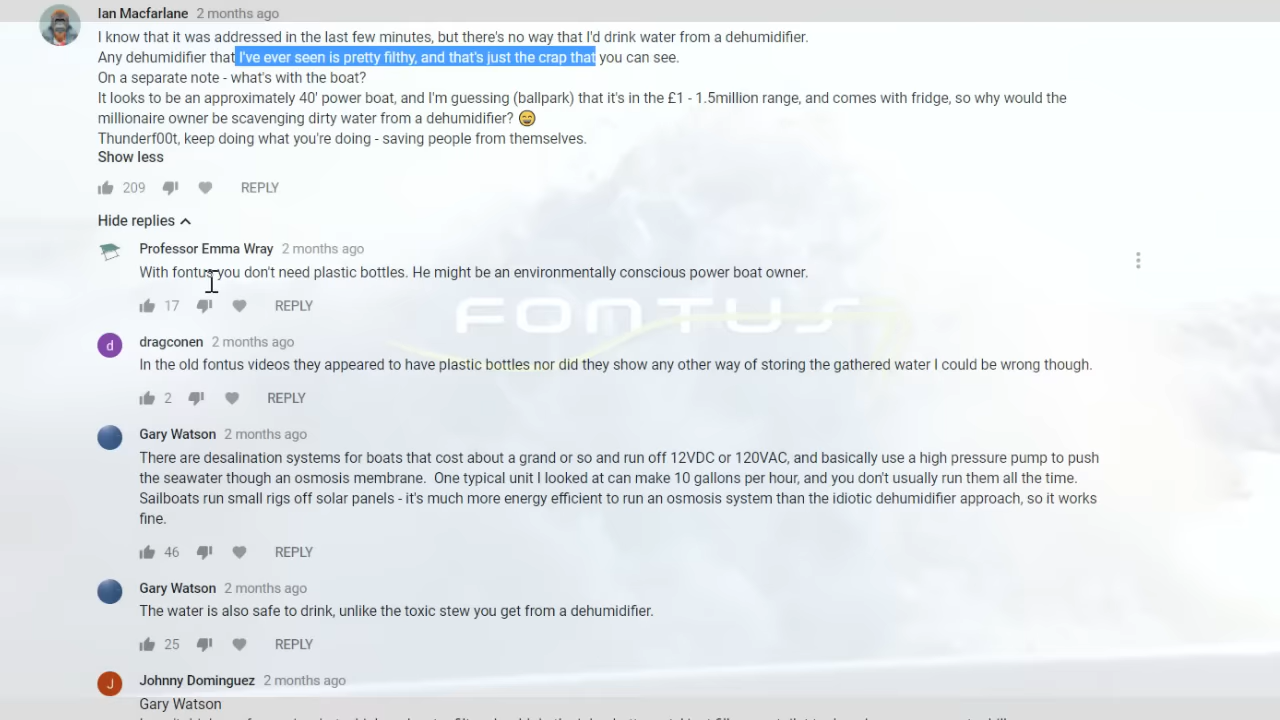 Ian Macfarlane 2 months ago
I know that it was addressed in the last few minutes, but there's no way that I'd drink water from a dehumidifier.
Any dehumidifier that I've ever seen is pretty filthy, and that's just the crap that you can see.
On a separate note - what's with the boat?
It looks to be an approximately 40' power boat, and I'm guessing (ballpark) that it's in the £1 - 1.5million range, and comes with fridge, so why would the
millionaire owner be scavenging dirty water from a dehumidifier? 😄
Thunderf00t, keep doing what you're doing - saving people from themselves.
Show less
209 REPLY
Hide replies
Professor Emma Wray 2 months ago
With fontus you don't need plastic bottles. He might be an environmentally conscious power boat owner.
17 REPLY
FONTUS
d dragconen 2 months ago
In the old fontus videos they appeared to have plastic bottles nor did they show any other way of storing the gathered water I could be wrong though.
2 REPLY
Gary Watson 2 months ago
There are desalination systems for boats that cost about a grand or so and run off 12VDC or 120VAC, and basically use a high pressure pump to push
the seawater though an osmosis membrane. One typical unit I looked at can make 10 gallons per hour, and you don't usually run them all the time.
Sailboats run small rigs off solar panels - it's much more energy efficient to run an osmosis system than the idiotic dehumidifier approach, so it works
fine.
46 REPLY
Gary Watson 2 months ago
The water is also safe to drink, unlike the toxic stew you get from a dehumidifier.
25 REPLY
J Johnny Dominguez 2 months ago
Gary Watson